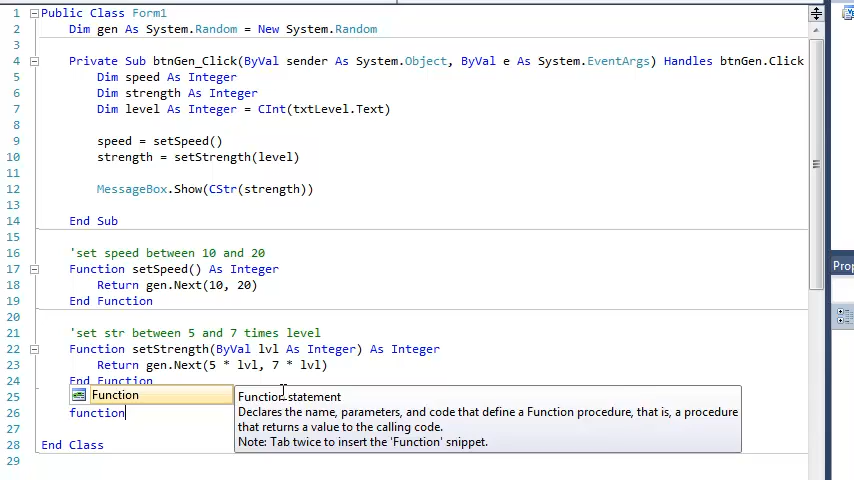 1 Public Class Form1
2 Dim gen As System.Random = New System.Random
3
4 Private Sub btnGen_Click(ByVal sender As System.Object, ByVal e As System.EventArgs) Handles btnGen.Click
5 Dim speed As Integer
6 Dim strength As Integer
7 Dim level As Integer = CInt(txtLevel.Text)
8
9 speed = setSpeed()
10 strength = setStrength(level)
11
12 MessageBox.Show(CStr(strength))
13
14 End Sub
15
16 'set speed between 10 and 20
17 Function setSpeed() As Integer
18 Return gen.Next(10, 20)
19 End Function
20
21 'set str between 5 and 7 times level
22 Function setStrength(ByVal lvl As Integer) As Integer
23 Return gen.Next(5 * lvl, 7 * lvl)
24 End Function
25 Function
26 function
27
28 End Class
29
Function statement
Declares the name, parameters, and code that define a Function procedure, that is, a procedure
that returns a value to the calling code.
Note: Tab twice to insert the 'Function' snippet.
Prop